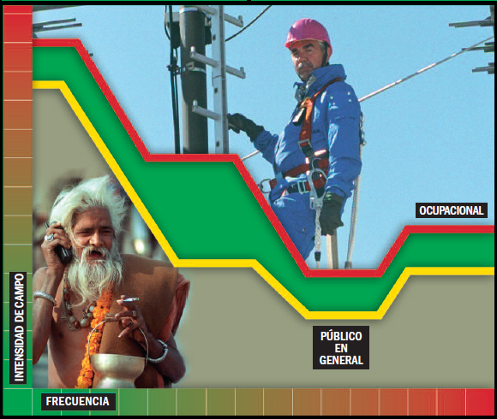 OCUPACIONAL
INTENSIDAD DE CAMPO
PÚBLICO
EN
GENERAL
FRECUENCIA